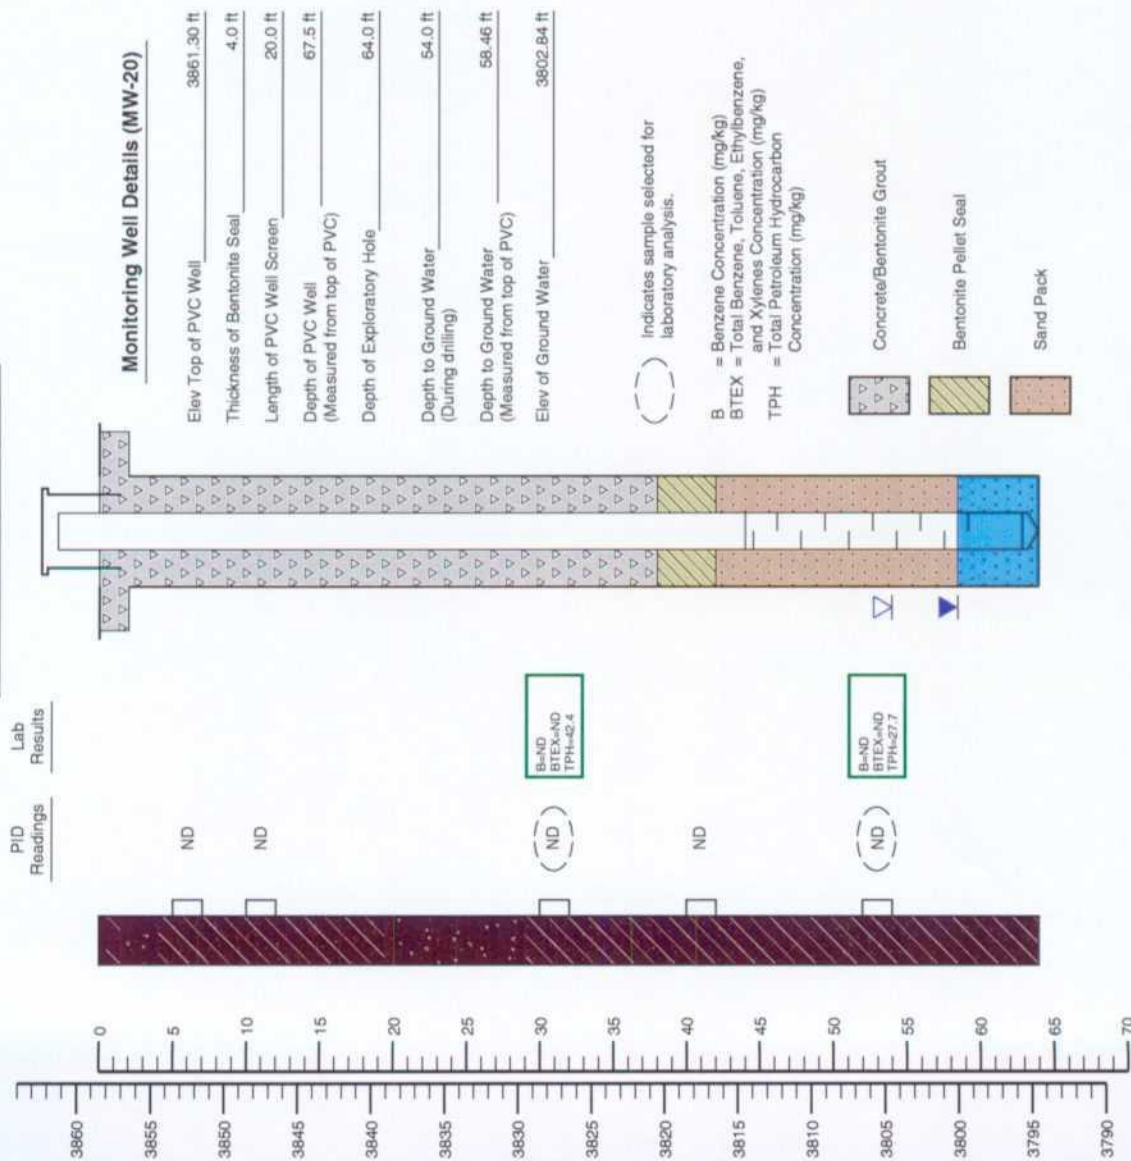 PID
Readings
Lab
Results
Monitoring Well Details (MW-20)
Elev Top of PVC Well 3861.30 ft
Thickness of Bentonite Seal 4.0 ft
Length of PVC Well Screen 20.0 ft
Depth of PVC Well 67.5 ft
(Measured from top of PVC)
Depth of Exploratory Hole 64.0 ft
Depth to Ground Water 54.0 ft
(During drilling)
Depth to Ground Water 58.46 ft
(Measured from top of PVC)
Elev of Ground Water 3802.84 ft
Indicates sample selected for
laboratory analysis.
B = Benzene Concentration (mg/kg)
BTEX = Total Benzene, Toluene, Ethylbenzene,
and Xylenes Concentration (mg/kg)
TPH = Total Petroleum Hydrocarbon
Concentration (mg/kg)
Concrete/Bentonite Grout
Bentonite Pellet Seal
Sand Pack
ND
ND
ND
B=ND
BTEX=ND
TPH=42.4
ND
ND
B=ND
BTEX=ND
TPH=27.7
0
5
10
15
20
25
30
35
40
45
50
55
60
65
70
3860
3855
3850
3845
3840
3835
3830
3825
3820
3815
3810
3805
3800
3795
3790